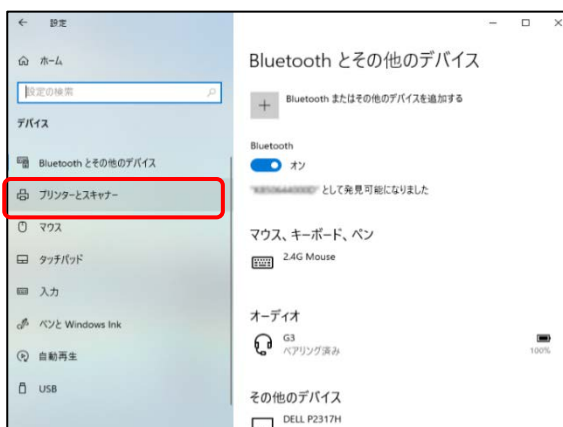 設定
ホーム
設定の検索
デバイス
Bluetooth とその他のデバイス
プリンターとスキャナー
マウス
タッチパッド
入力
ペンと Windows Ink
自動再生
USB
Bluetooth とその他のデバイス
Bluetooth またはその他のデバイスを追加する
Bluetooth
オン
として発見可能になりました
マウス、キーボード、ペン
2.4G Mouse
オーディオ
G3
ペアリング済み
100%
その他のデバイス
DELL P2317H